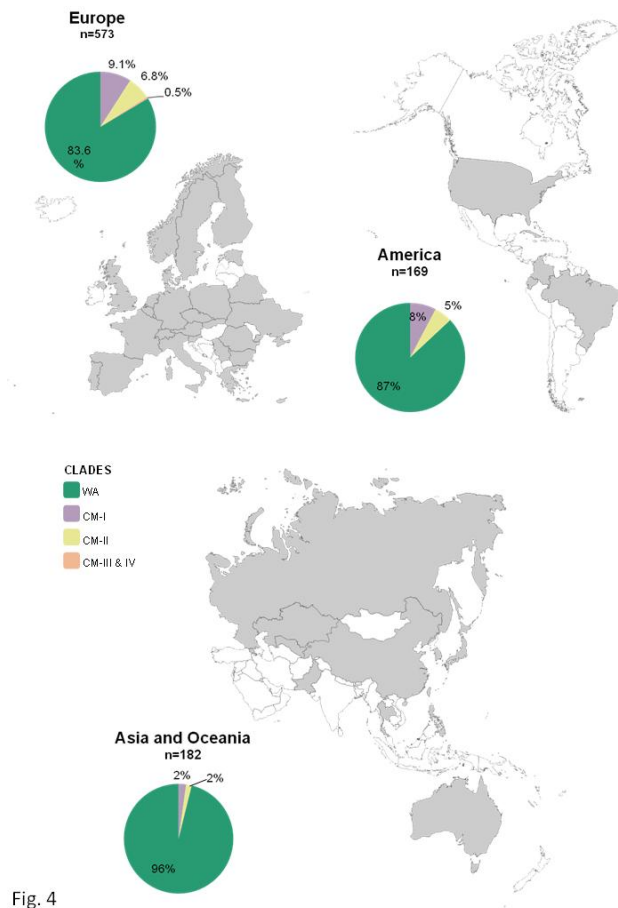 Europe
n=573
9.1%
6.8%
0.5%
83.6
%
America
n=169
8%
5%
87%
CLADES
WA
CM-I
CM-II
CM-III & IV
Asia and Oceania
n=182
2%
2%
96%
Fig. 4